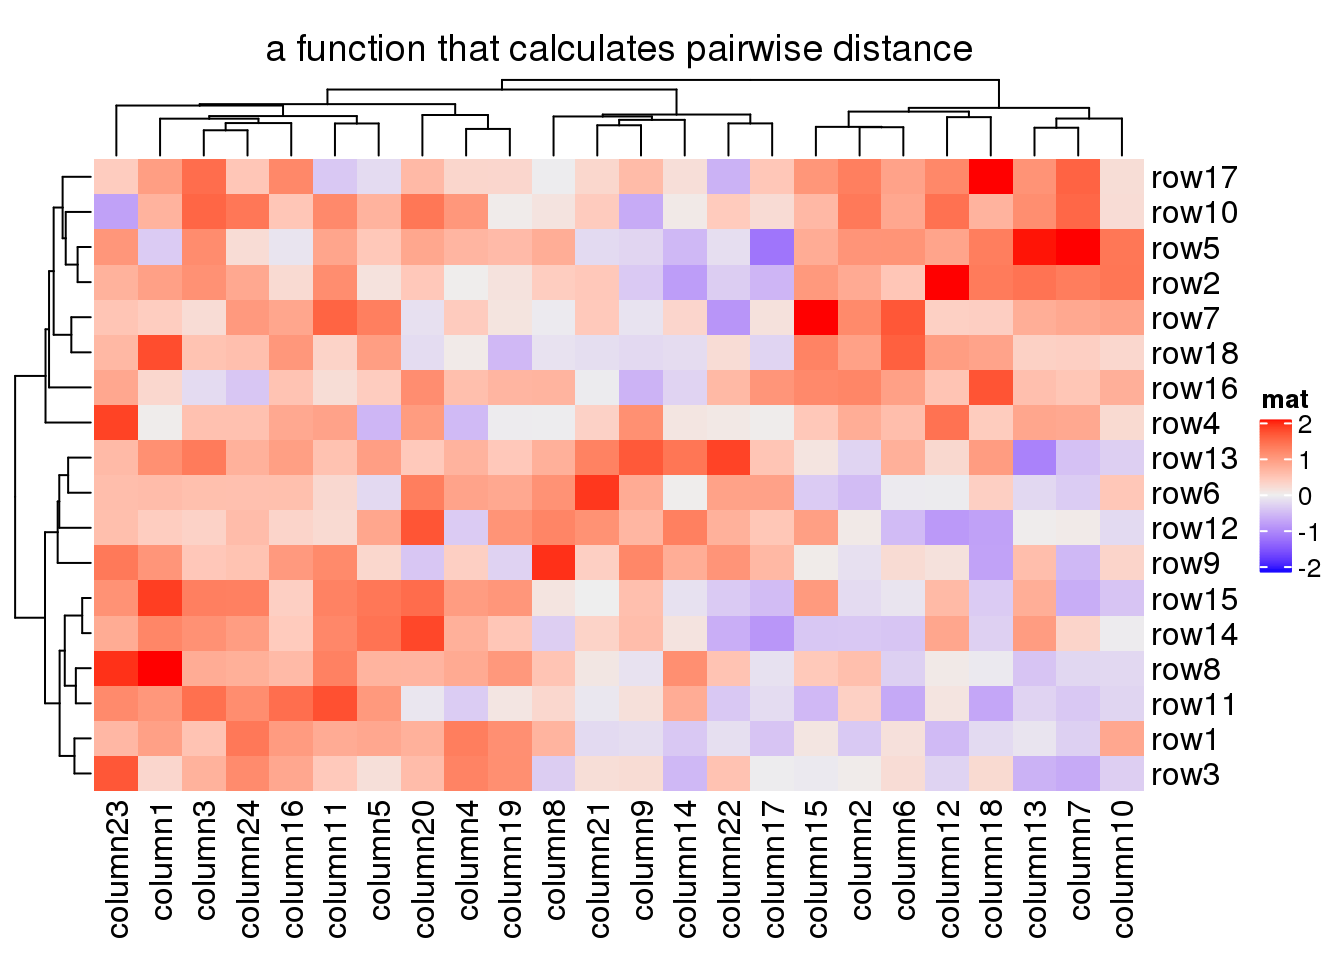 a function that calculates pairwise distance
row17
row10
row5
row2
row7
row18
row16
row4
row13
row6
row12
row9
row15
row14
row8
row11
row1
row3
mat
2
1
0
-1
-2
column23
column1
column3
column24
column16
column11
column5
column20
column4
column19
column8
column21
column9
column14
column22
column17
column15
column2
column6
column12
column18
column13
column7
column10